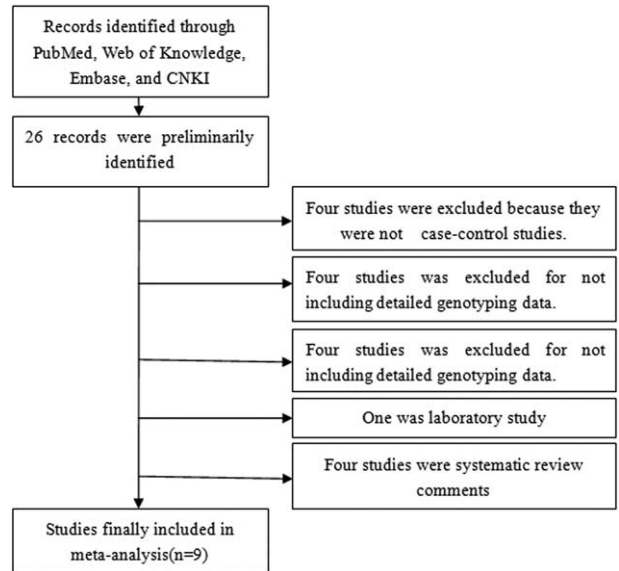 Records identified through
PubMed, Web of Knowledge,
Embase, and CNKI
26 records were preliminarily
identified
Four studies were excluded because they
were not case-control studies.
Four studies was excluded for not
including detailed genotyping data.
Four studies was excluded for not
including detailed genotyping data.
One was laboratory study
Four studies were systematic review
comments
Studies finally included in
meta-analysis(n=9)